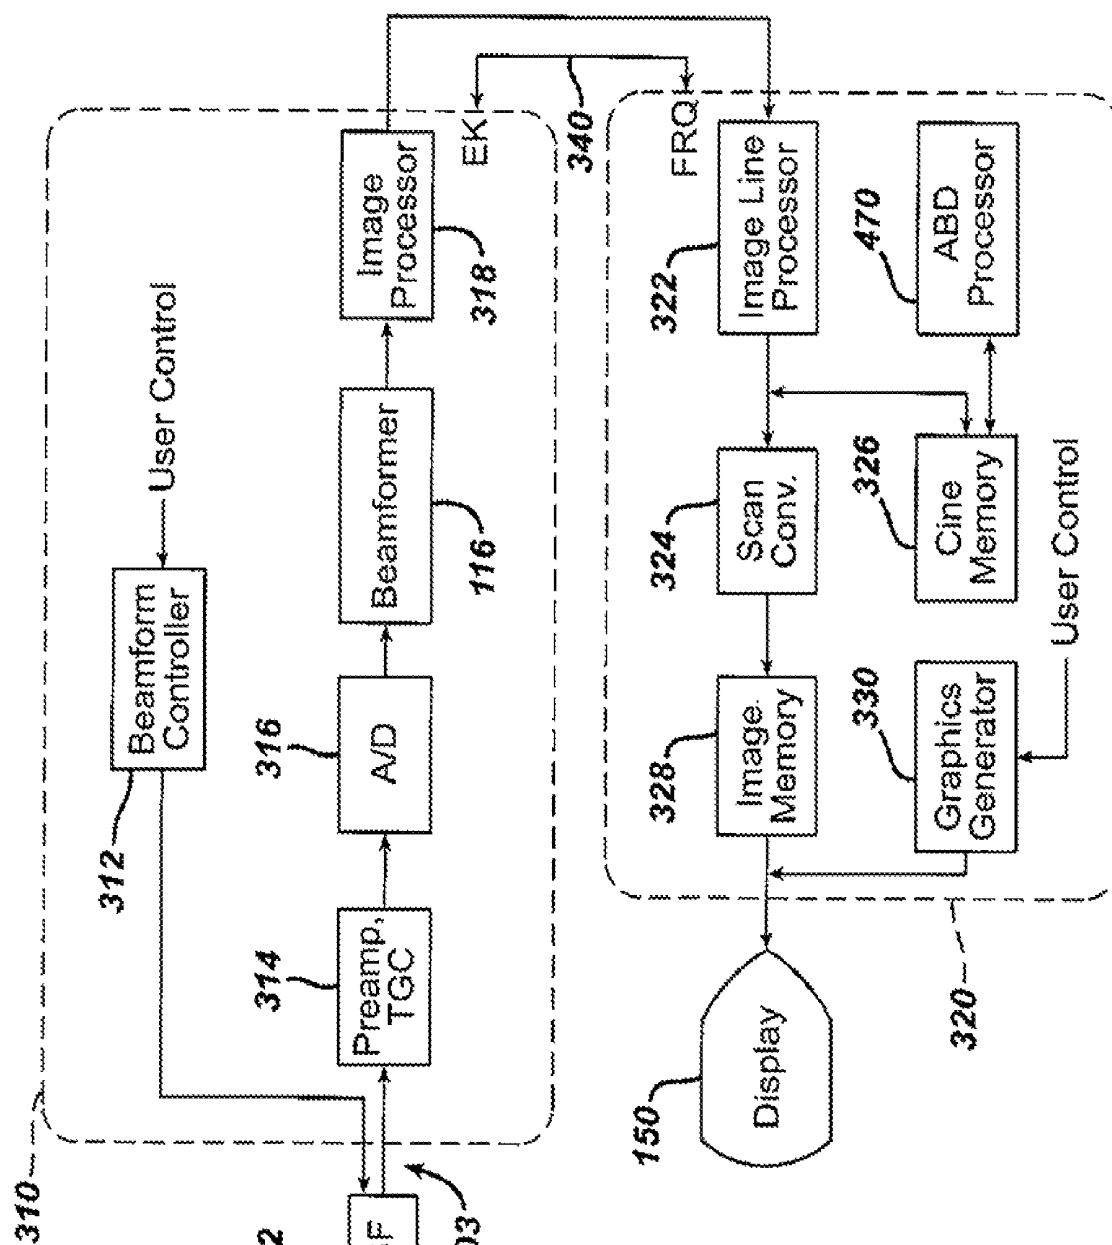 310
312
Beamform
Controller
User Control
314
Preamp,
TGC
316
A/D
Beamformer
116
Image
Processor
318
EK
340
FRQ
322
Image Line
Processor
470
ABD
Processor
324
Scan
Conv.
326
Cine
Memory
328
Image
Memory
330
Graphics
Generator
User Control
320
150
Display